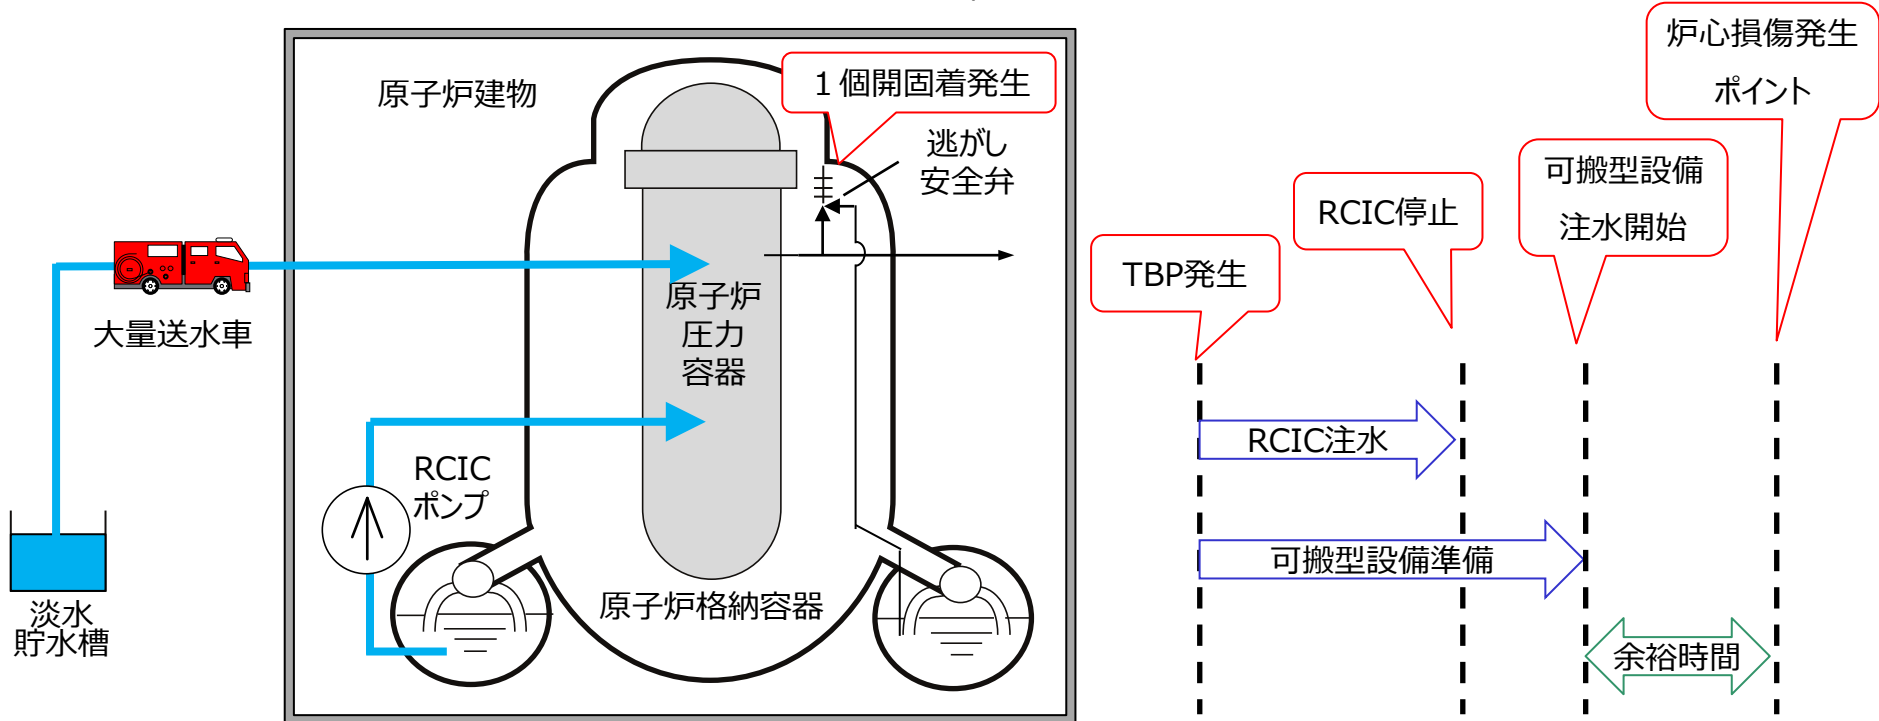 原子炉建物
１個開固着発生
逃がし
安全弁
大量送水車
原子炉
圧力
容器
RCIC
ポンプ
原子炉格納容器
淡水
貯水槽
TBP発生
RCIC停止
可搬型設備
注水開始
炉心損傷発生
ポイント
RCIC注水
可搬型設備準備
余裕時間